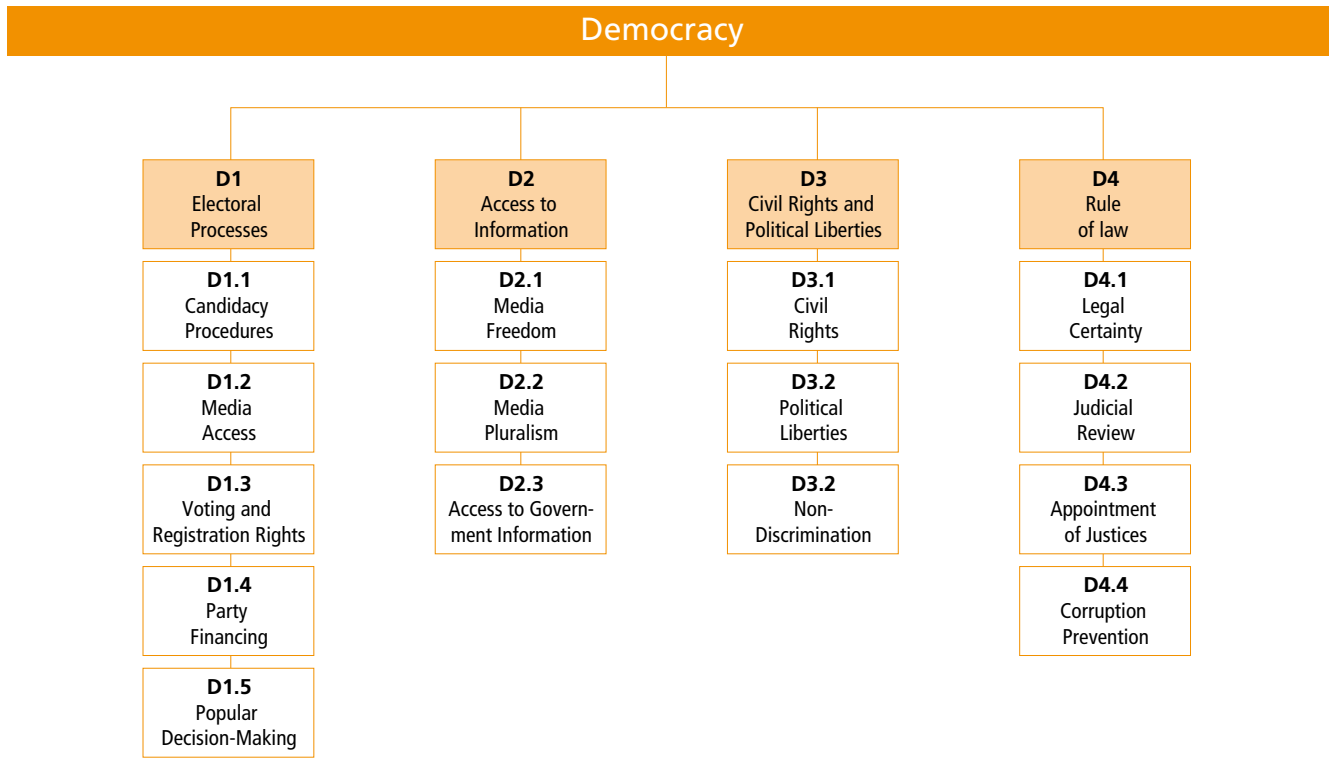 Democracy
D1
Electoral
Processes
D1.1
Candidacy
Procedures
D1.2
Media
Access
D1.3
Voting and
Registration Rights
D1.4
Party
Financing
D1.5
Popular
Decision-Making
D2
Access to
Information
D2.1
Media
Freedom
D2.2
Media
Pluralism
D2.3
Access to Govern-
ment Information
D3
Civil Rights and
Political Liberties
D3.1
Civil
Rights
D3.2
Political
Liberties
D3.2
Non-
Discrimination
D4
Rule
of law
D4.1
Legal
Certainty
D4.2
Judicial
Review
D4.3
Appointment
of Justices
D4.4
Corruption
Prevention